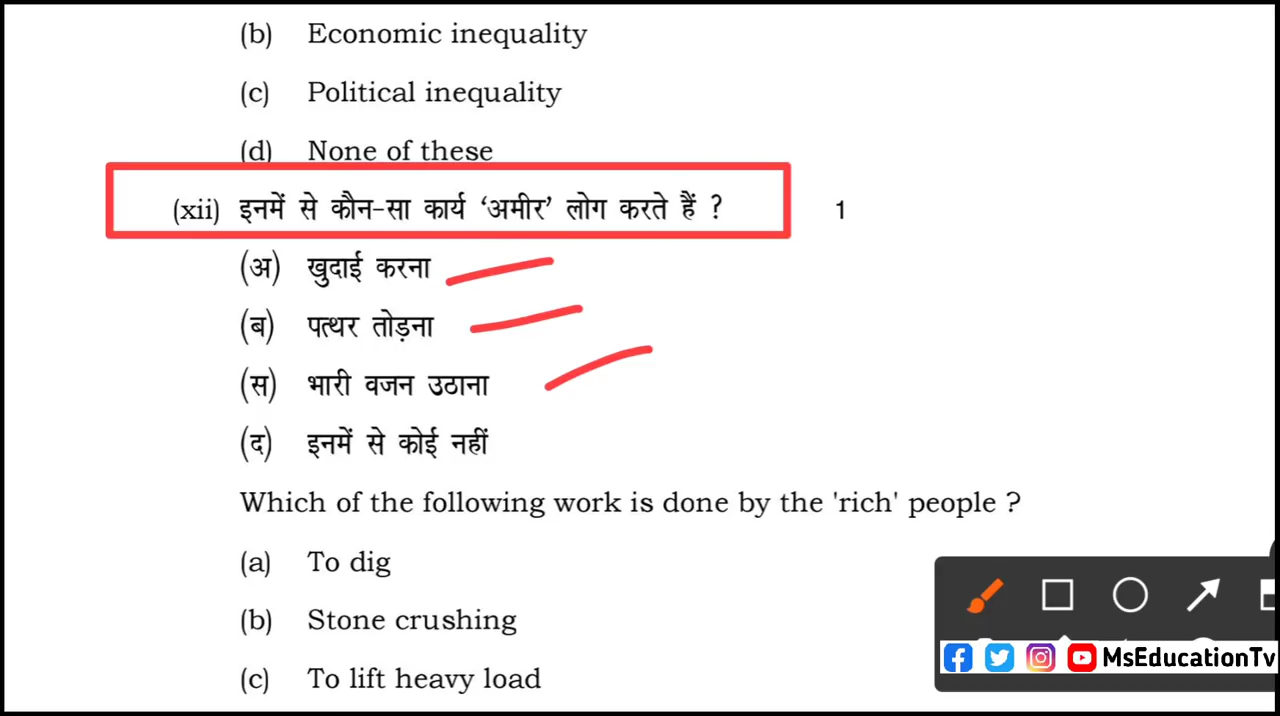 (b) Economic inequality
(c) Political inequality
(d) None of these
(xii) इनमें से कौन-सा कार्य ‘अमीर’ लोग करते हैं ? 1
(अ) खुदाई करना
(ब) पत्थर तोड़ना
(स) भारी वजन उठाना
(द) इनमें से कोई नहीं
Which of the following work is done by the 'rich' people ?
(a) To dig
(b) Stone crushing
(c) To lift heavy load
MsEducationTv